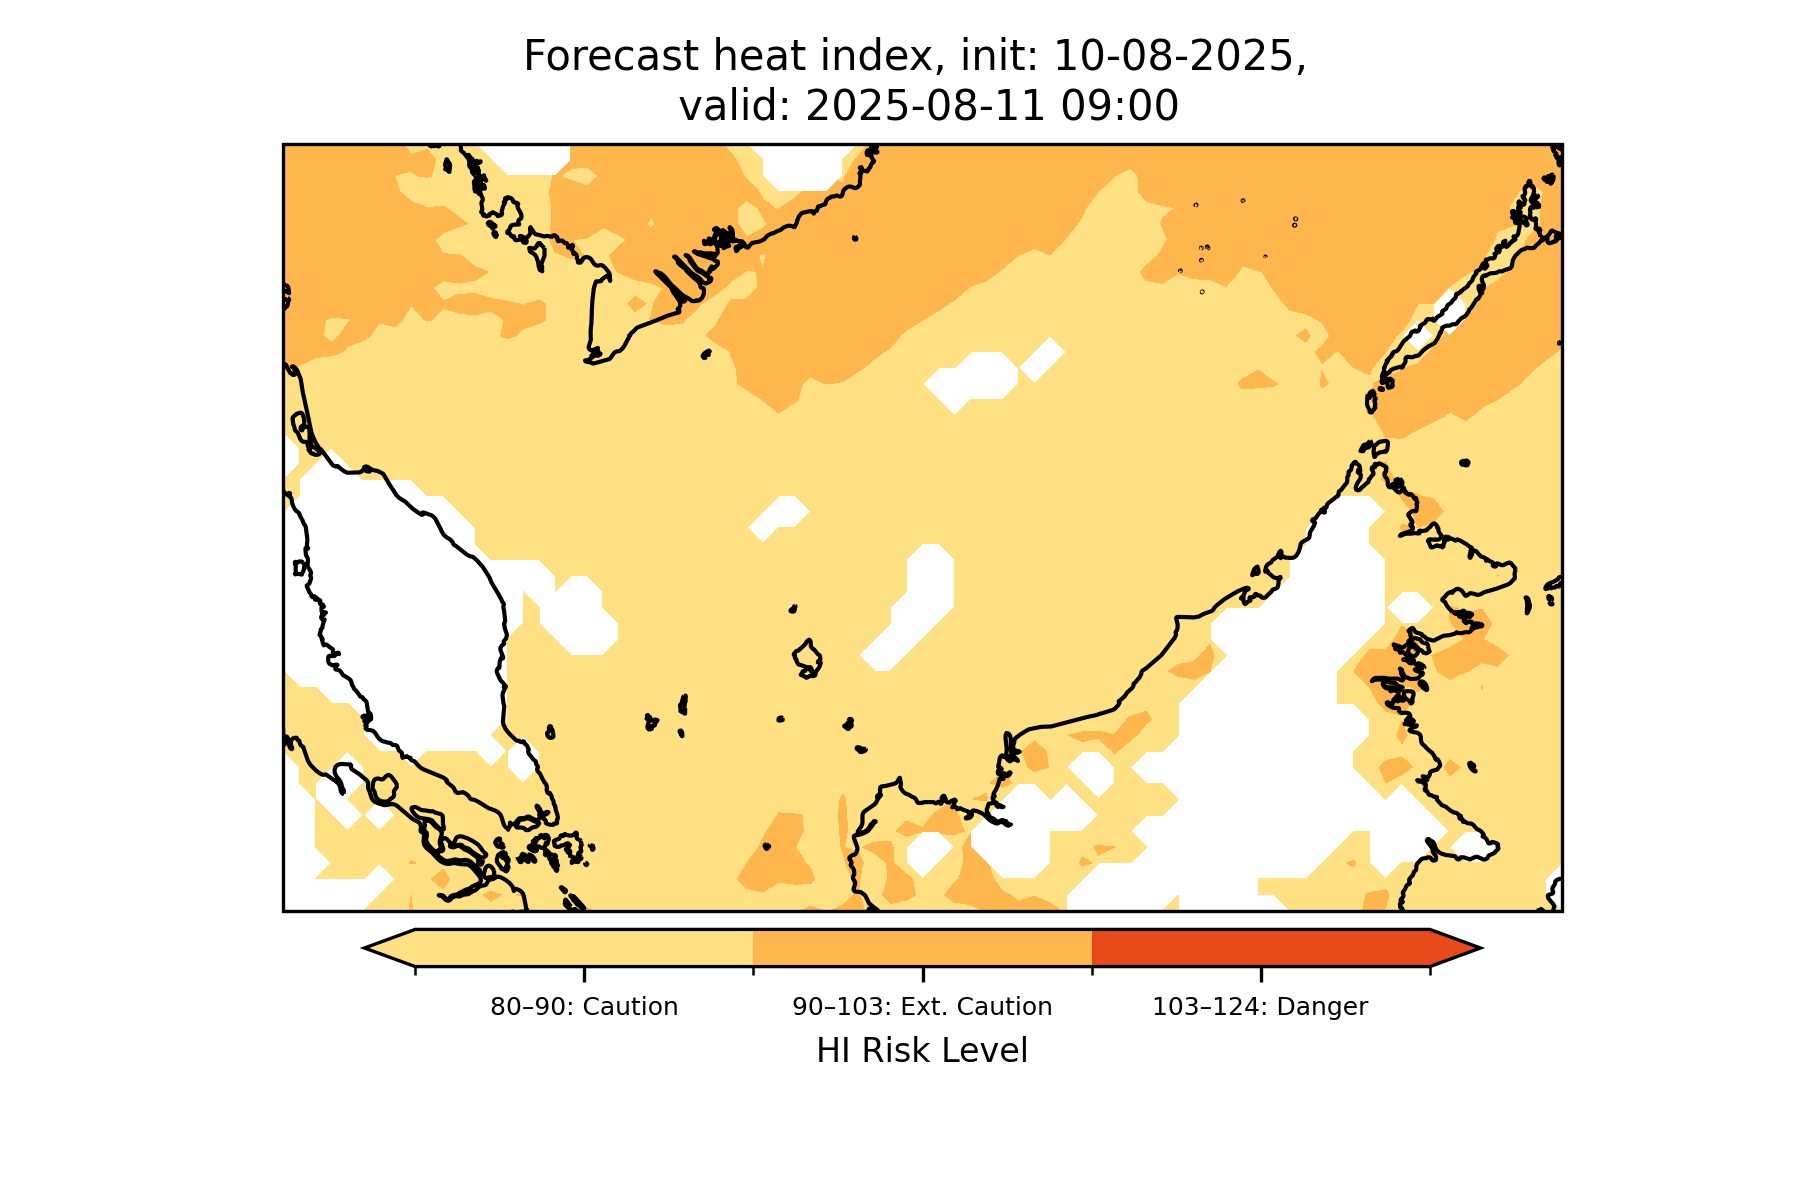 Forecast heat index, init: 10-08-2025,
valid: 2025-08-11 09:00
80–90: Caution
90–103: Ext. Caution
103–124: Danger
HI Risk Level